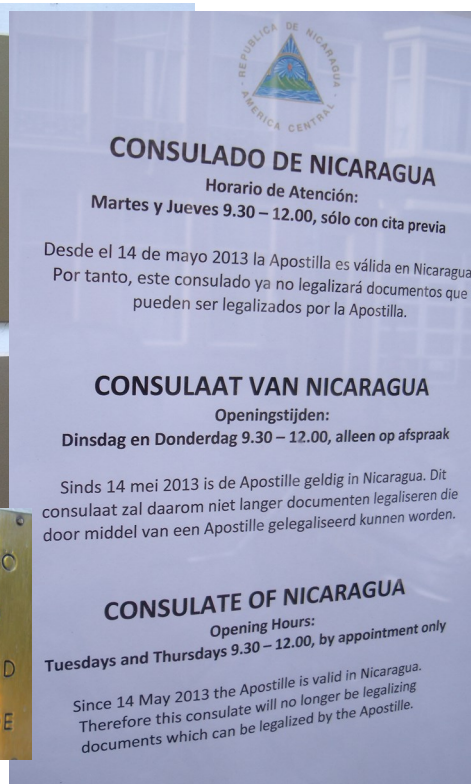 REPUBLICA DE NICARAGUA
AMERICA CENTRAL
CONSULADO DE NICARAGUA
Horario de Atención:
Martes y Jueves 9.30 – 12.00, sólo con cita previa
Desde el 14 de mayo 2013 la Apostilla es válida en Nicaragua
Por tanto, este consulado ya no legalizará documentos que
pueden ser legalizados por la Apostilla.
CONSULAAT VAN NICARAGUA
Openingstijden:
Dinsdag en Donderdag 9.30 – 12.00, alleen op afspraak
Sinds 14 mei 2013 is de Apostille geldig in Nicaragua. Dit
consulaat zal daarom niet langer documenten legaliseren die
door middel van een Apostille gelegaliseerd kunnen worden.
CONSULATE OF NICARAGUA
Opening Hours:
Tuesdays and Thursdays 9.30 – 12.00, by appointment only
Since 14 May 2013 the Apostille is valid in Nicaragua.
Therefore this consulate will no longer be legalizing
documents which can be legalized by the Apostille.
O
D
E